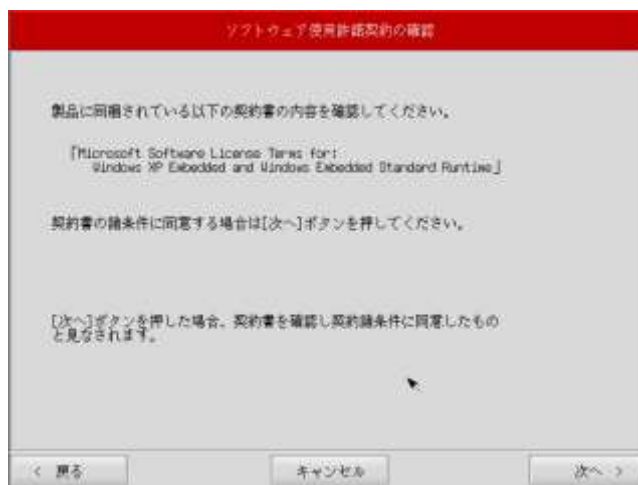 ソフトウェア使用許諾契約の確認
製品に同梱されている以下の契約書の内容を確認してください。
「Microsoft Software License Terms for:
Windows XP Embedded and Windows Embedded Standard Runtime」
契約書の諸条件に同意する場合は[次へ]ボタンを押してください。
[次へ]ボタンを押した場合、契約書を確認し契約諸条件に同意したもの
と見なされます。
< 戻る
キャンセル
次へ >